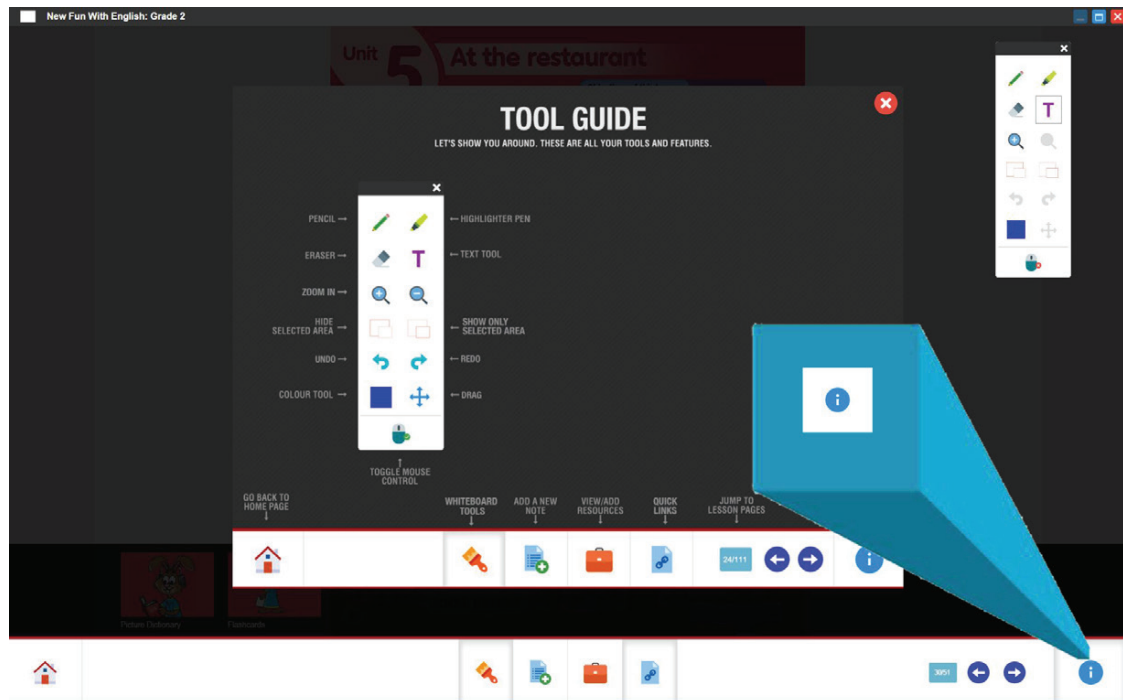 New Fun With English: Grade 2
Unit 5 At the restaurant
TOOL GUIDE
LET'S SHOW YOU AROUND. THESE ARE ALL YOUR TOOLS AND FEATURES.
PENCIL
HIGHLIGHTER PEN
ERASER
TEXT TOOL
ZOOM IN
HIDE
SELECTED AREA
SHOW ONLY
SELECTED AREA
UNDO
REDO
COLOUR TOOL
DRAG
TOGGLE MOUSE
CONTROL
GO BACK TO
HOME PAGE
WHITEBOARD
TOOLS
ADD A NEW
NOTE
VIEW/ADD
RESOURCES
QUICK
LINKS
JUMP TO
LESSON PAGES
24/111
Picture Dictionary
Flashcards